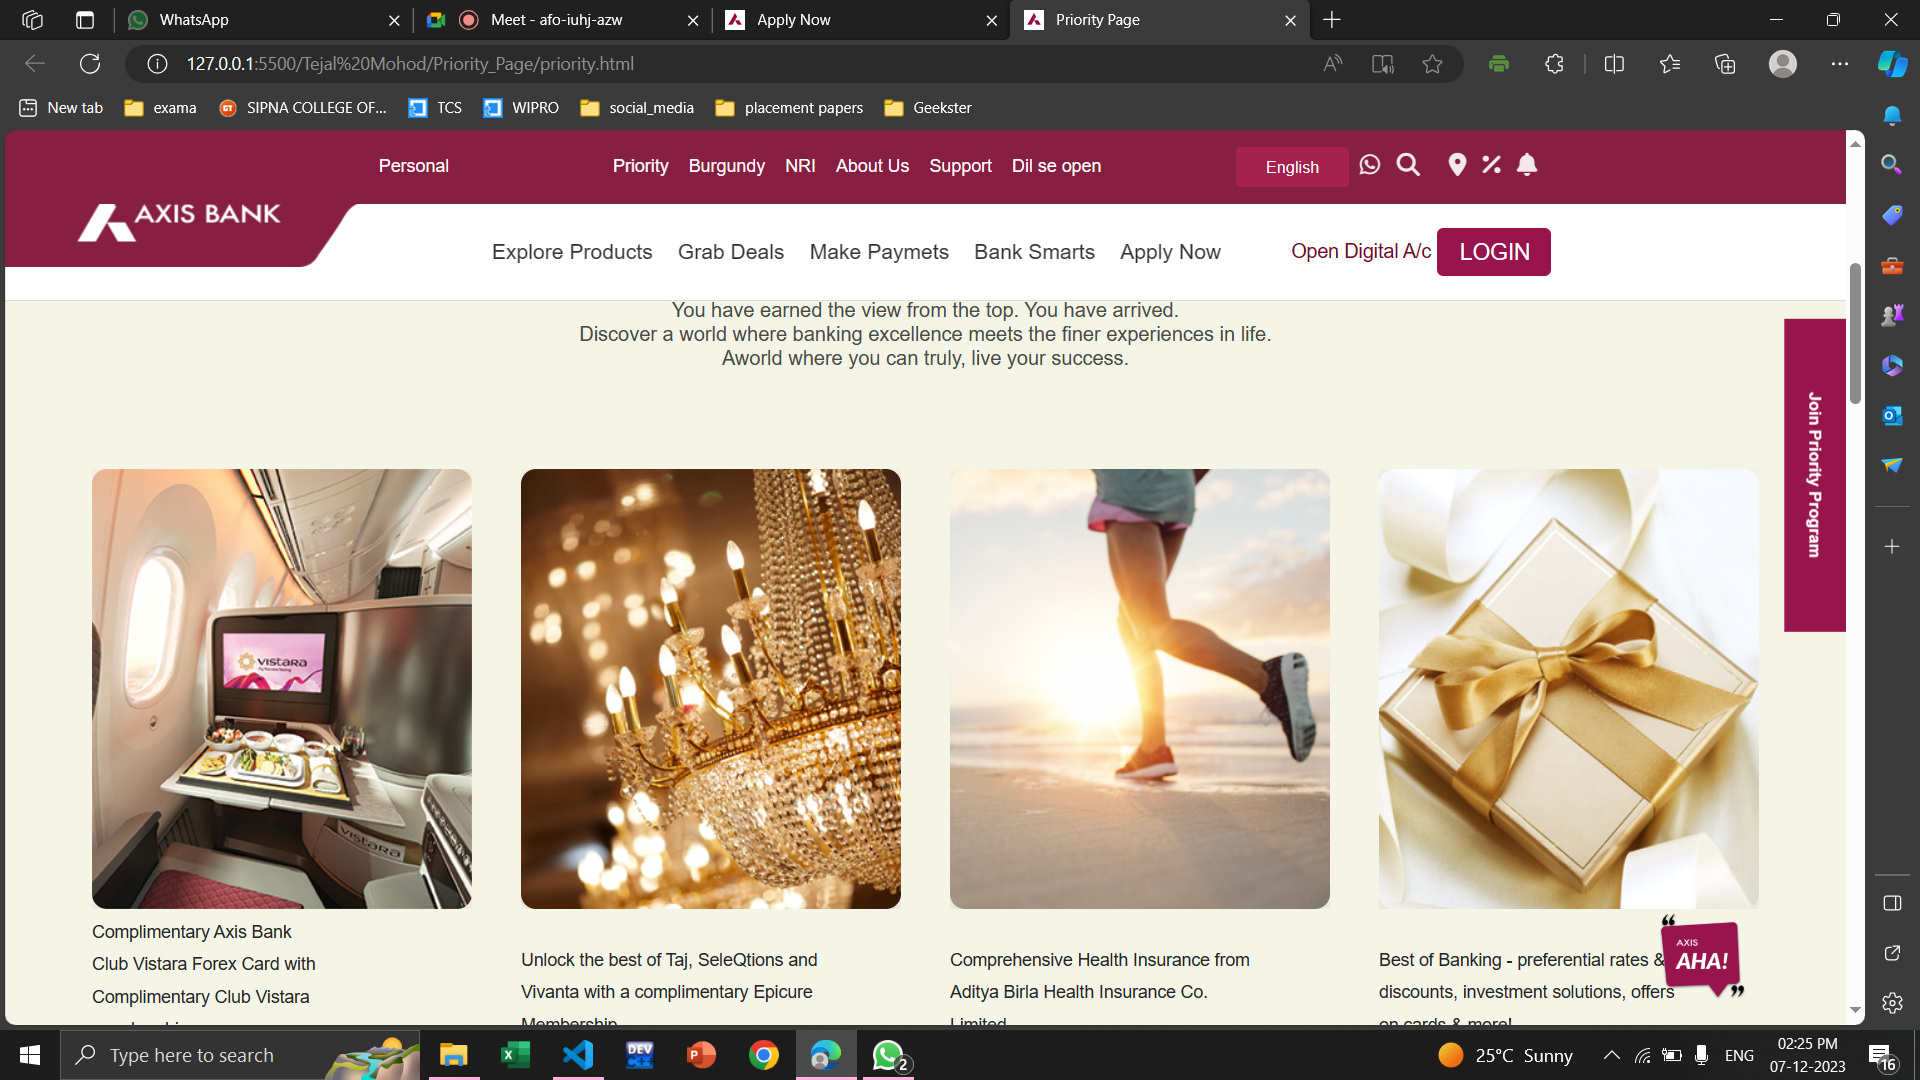 WhatsApp
Meet - afo-iuhj-azw
Apply Now
Priority Page
127.0.0.1:5500/Tejal%20Mohod/Priority_Page/priority.html
New tab
exama
SIPNA COLLEGE OF...
TCS
WIPRO
social_media
placement papers
Geekster
Personal
Priority
Burgundy
NRI
About Us
Support
Dil se open
English
AXIS BANK
Explore Products
Grab Deals
Make Paymets
Bank Smarts
Apply Now
Open Digital A/c
LOGIN
You have earned the view from the top. You have arrived.
Discover a world where banking excellence meets the finer experiences in life.
Aworld where you can truly, live your success.
Join Priority Program
VISTARA
VISTARA
Complimentary Axis Bank
Club Vistara Forex Card with
Complimentary Club Vistara
Unlock the best of Taj, SeleQtions and
Vivanta with a complimentary Epicure
Membership
Comprehensive Health Insurance from
Aditya Birla Health Insurance Co.
Limited
Best of Banking - preferential rates &
discounts, investment solutions, offers
on cards & more!
“
AXIS
AHA!
”
Type here to search
DEV
2
25°C Sunny
ENG
02:25 PM
07-12-2023
16